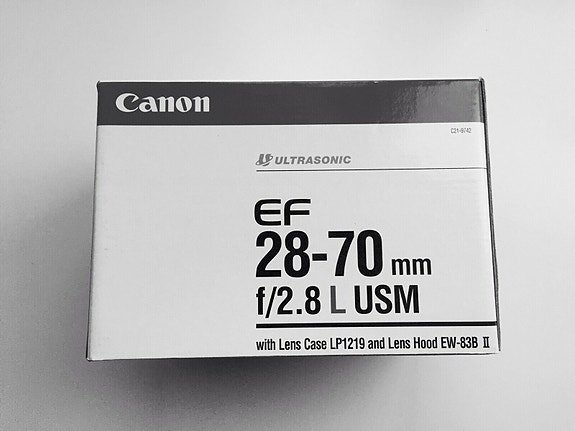 Canon
C21-9742
ULTRASONIC
EF
28-70 mm
f/2.8 L USM
with Lens Case LP1219 and Lens Hood EW-83B II